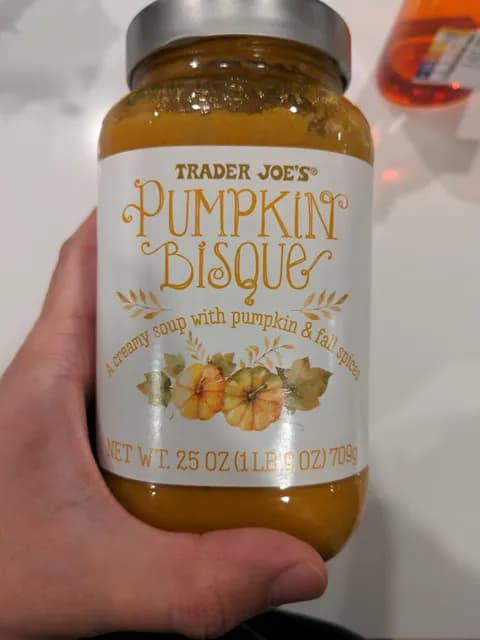 TRADER JOE'S®
PUMPKIN
BISQUE
A creamy soup with pumpkin & fall spices
NET WT. 25 OZ (1 LB 9 OZ) 709g